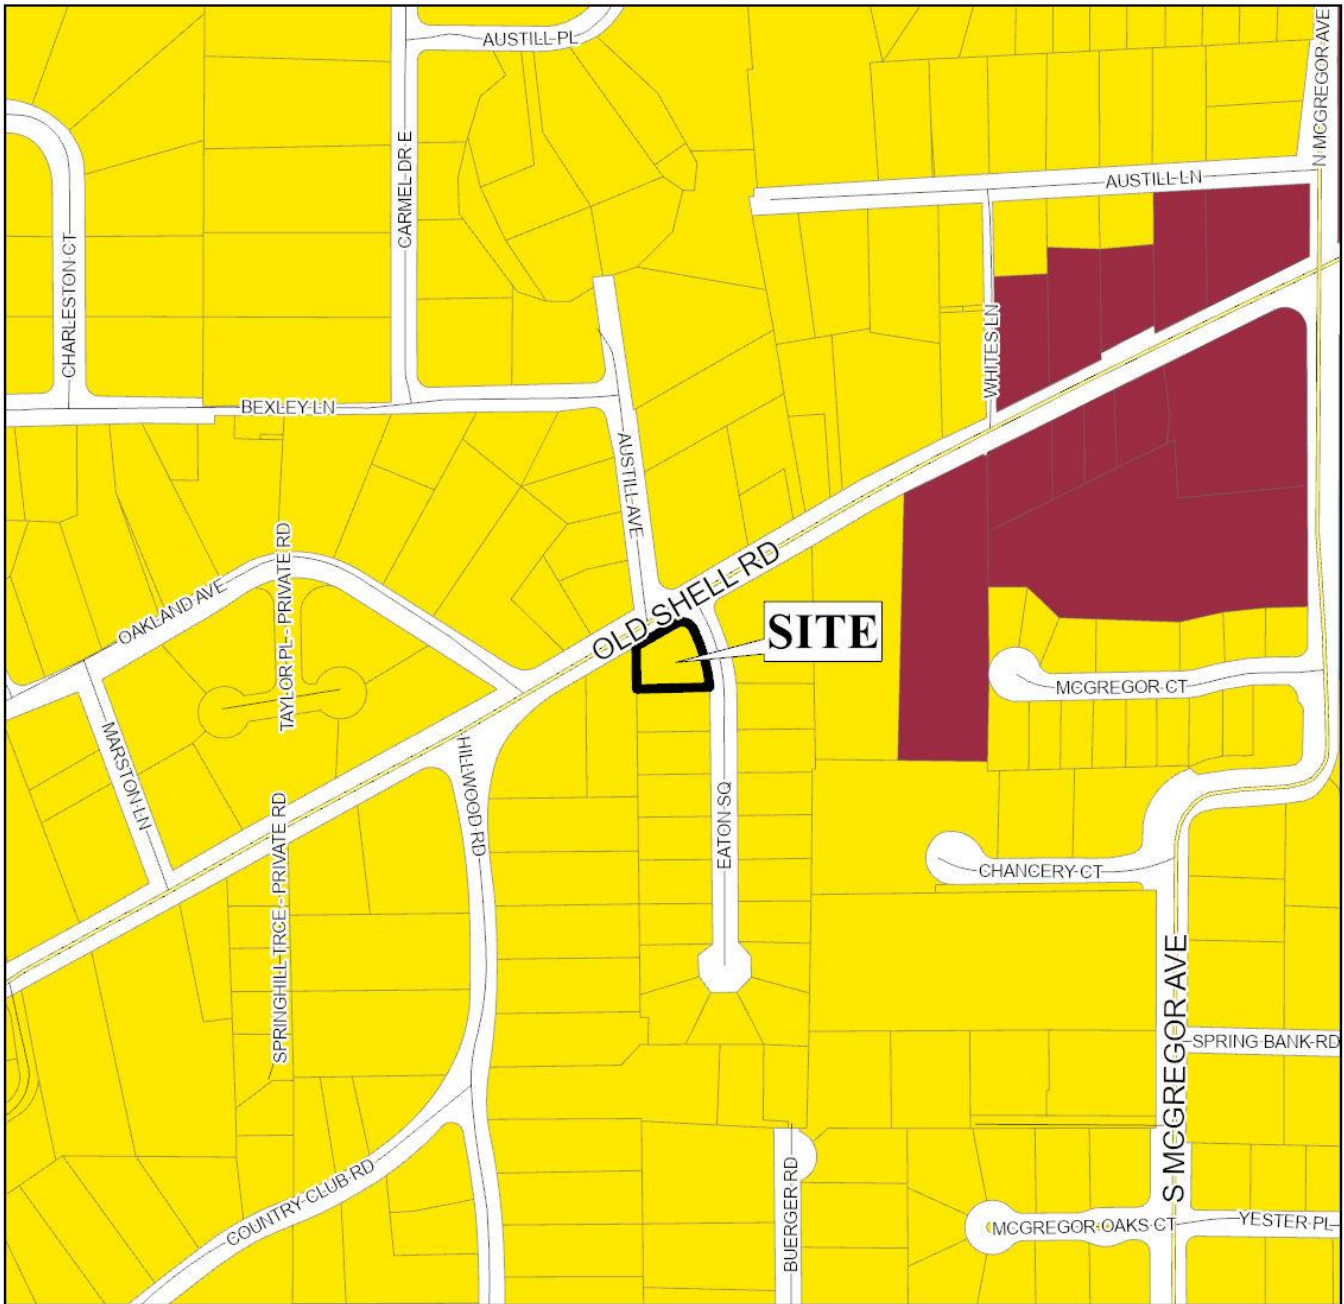 AUSTILL PL
N MCGREGOR AVE
CARMEL DR E
AUSTILL LN
CHARLESTON CT
WHITES LN
BEXLEY LN
AUSTILL AVE
OLD SHELL RD
TAYLOR PL - PRIVATE RD
OAKLAND AVE
SITE
MCGREGOR CT
MARSTON LN
HILLWOOD RD
EATON SQ
SPRINGHILL TRCE - PRIVATE RD
CHANCERY CT
S MCGREGOR AVE
SPRING BANK RD
COUNTRY CLUB RD
BUERGER RD
MCGREGOR OAKS CT
YESTER PL